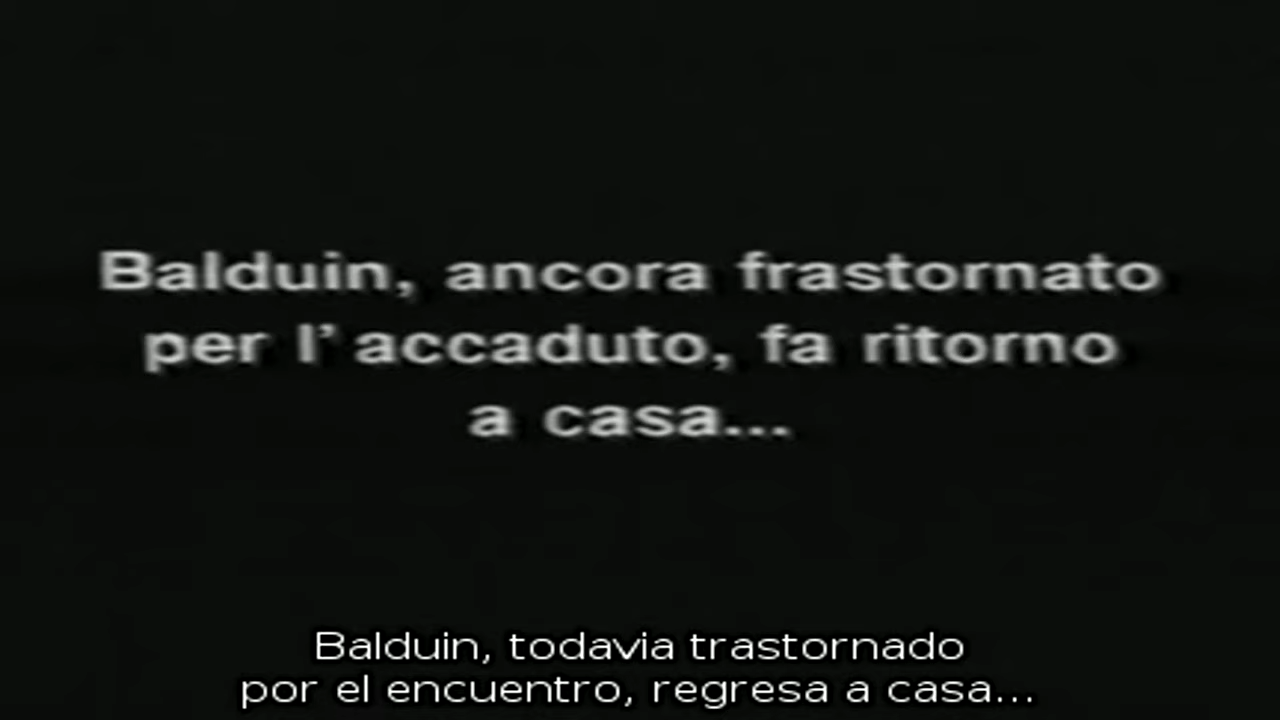 Balduin, ancora frastornato
per l'accaduto, fa ritorno
a casa...
Balduin, todavia trastornado
por el encuentro, regresa a casa...